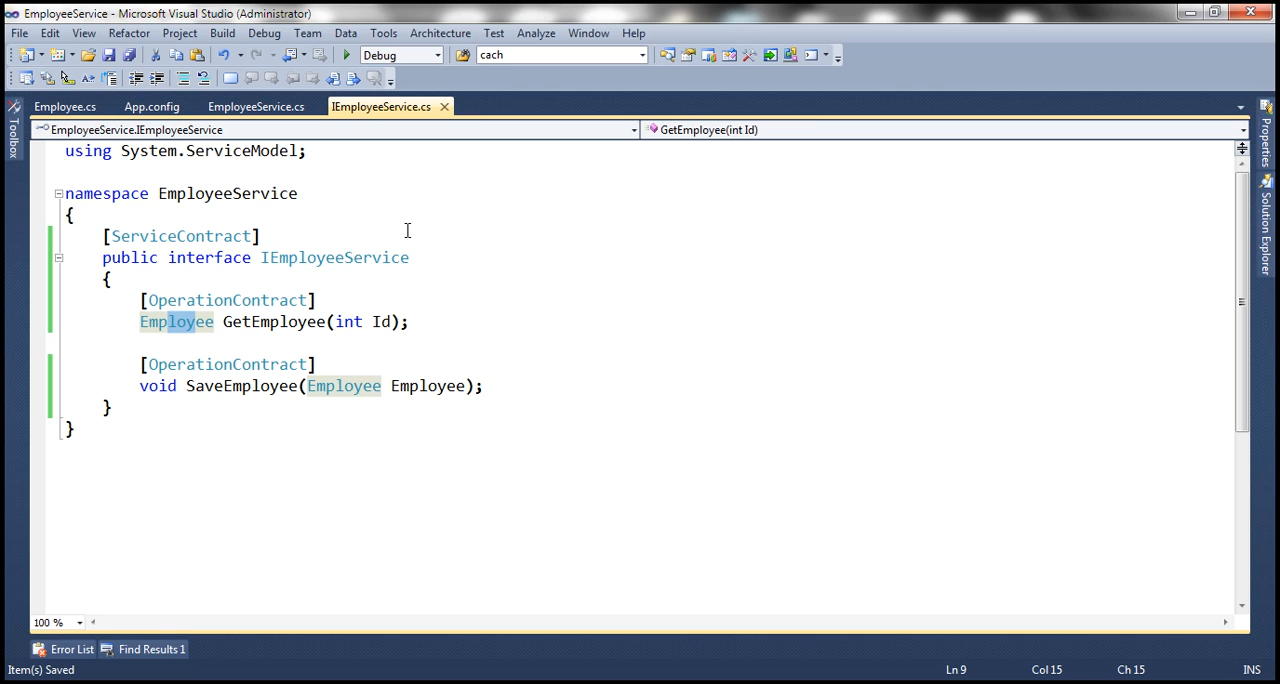 EmployeeService - Microsoft Visual Studio (Administrator)
File Edit View Refactor Project Build Debug Team Data Tools Architecture Test Analyze Window Help
Debug cach
Employee.cs App.config EmployeeService.cs IEmployeeService.cs
EmployeeService.IEmployeeService GetEmployee(int Id)
Toolbox
Properties
Solution Explorer
using System.ServiceModel;
namespace EmployeeService
{
[ServiceContract]
public interface IEmployeeService
{
[OperationContract]
Employee GetEmployee(int Id);
[OperationContract]
void SaveEmployee(Employee Employee);
}
}
100 %
Error List Find Results 1
Item(s) Saved Ln 9 Col 15 Ch 15 INS